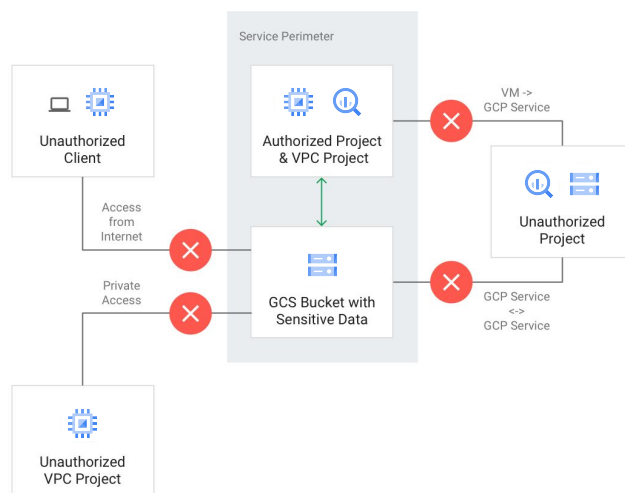 Service Perimeter
Unauthorized
Client
Authorized Project
& VPC Project
VM ->
GCP Service
Unauthorized
Project
Access
from
Internet
GCS Bucket with
Sensitive Data
Private
Access
GCP Service
<->
GCP Service
Unauthorized
VPC Project